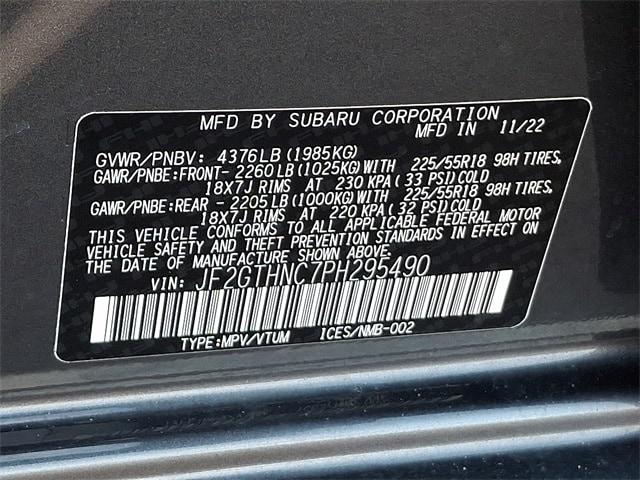 MFD BY SUBARU CORPORATION
MFD IN 11/22
GVWR/PNBV: 4376LB (1985KG)
GAWR/PNBE:FRONT- 2260LB (1025KG)WITH 225/55R18 98H TIRES,
18X7J RIMS AT 230 KPA ( 33 PSI)COLD
GAWR/PNBE:REAR - 2205LB (1000KG)WITH 225/55R18 98H TIRES,
18X7J RIMS AT 220 KPA ( 32 PSI)COLD
THIS VEHICLE CONFORMS TO ALL APPLICABLE FEDERAL MOTOR
VEHICLE SAFETY AND THEFT PREVENTION STANDARDS IN EFFECT ON
THE DATE OF MANUFACTURE SHOWN ABOVE.
VIN: JF2GTHNC7PH295490
TYPE:MPV/VTUM ICES/NMB-002